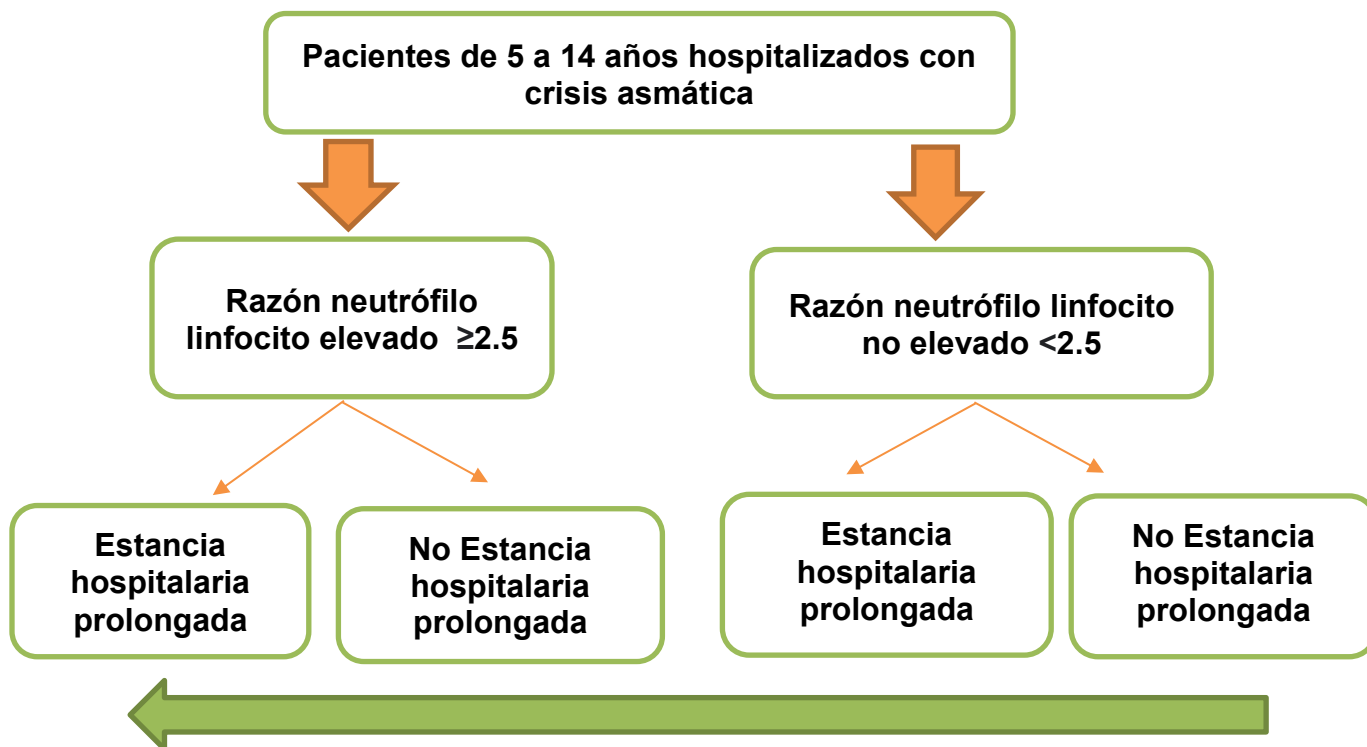 Pacientes de 5 a 14 años hospitalizados con
crisis asmática
Razón neutrófilo
linfocito elevado ≥2.5
Razón neutrófilo linfocito
no elevado <2.5
Estancia
hospitalaria
prolongada
No Estancia
hospitalaria
prolongada
Estancia
hospitalaria
prolongada
No Estancia
hospitalaria
prolongada